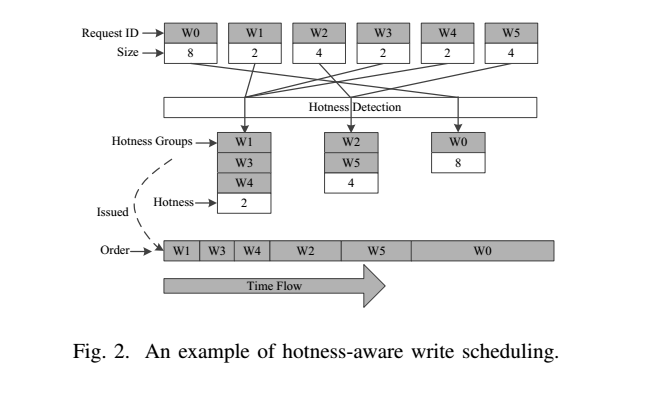 Request ID W0 W1 W2 W3 W4 W5
Size 8 2 4 2 2 4
Hotness Detection
Hotness Groups W1 W2 W0
W3 W5 8
W4 4
Hotness 2
Issued
Order W1 W3 W4 W2 W5 W0
Time Flow
Fig. 2. An example of hotness-aware write scheduling.